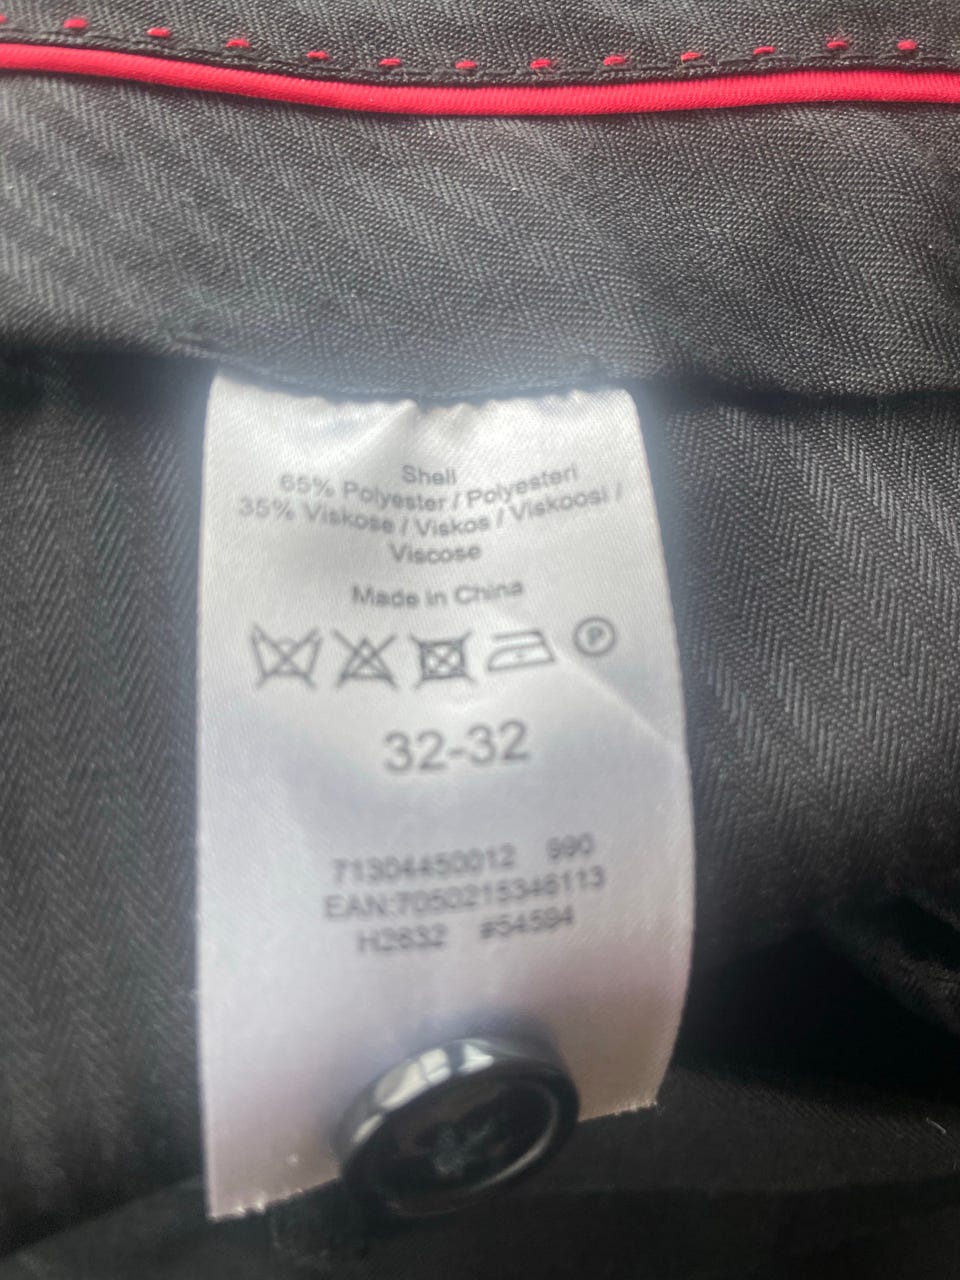 Shell
65% Polyester / Polyesteri
35% Viskose / Viskos / Viskoosi /
Viscose
Made in China
P
32-32
71304450012 990
EAN:7050215346113
H2632 #54594